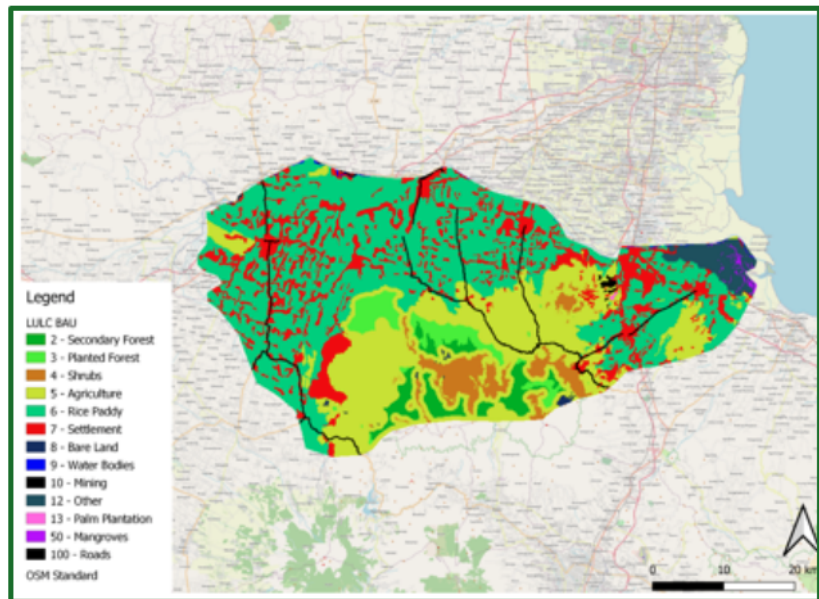 Legend
LULC BAU
2 - Secondary Forest
3 - Planted Forest
4 - Shrubs
5 - Agriculture
6 - Rice Paddy
7 - Settlement
8 - Bare Land
9 - Water Bodies
10 - Mining
12 - Other
13 - Palm Plantation
50 - Mangroves
100 - Roads
OSM Standard
0 10 20 km